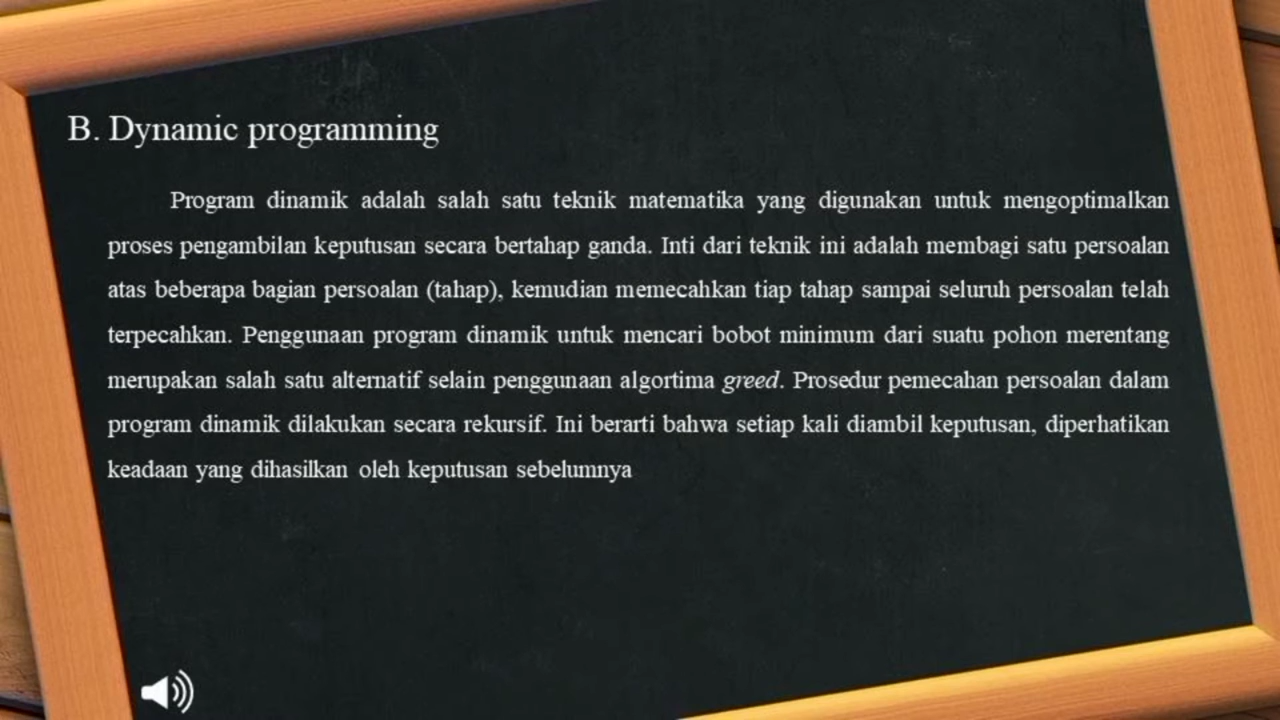 B. Dynamic programming
Program dinamik adalah salah satu teknik matematika yang digunakan untuk mengoptimalkan
proses pengambilan keputusan secara bertahap ganda. Inti dari teknik ini adalah membagi satu persoalan
atas beberapa bagian persoalan (tahap), kemudian memecahkan tiap tahap sampai seluruh persoalan telah
terpecahkan. Penggunaan program dinamik untuk mencari bobot minimum dari suatu pohon merentang
merupakan salah satu alternatif selain penggunaan algortima greed. Prosedur pemecahan persoalan dalam
program dinamik dilakukan secara rekursif. Ini berarti bahwa setiap kali diambil keputusan, diperhatikan
keadaan yang dihasilkan oleh keputusan sebelumnya